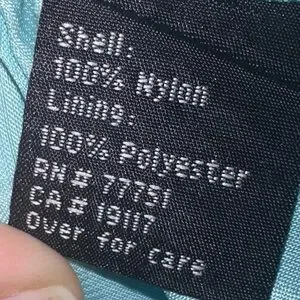 Shell:
100% Nylon
Lining:
100% Polyester
RN# 77751
CA# 19117
Over for care